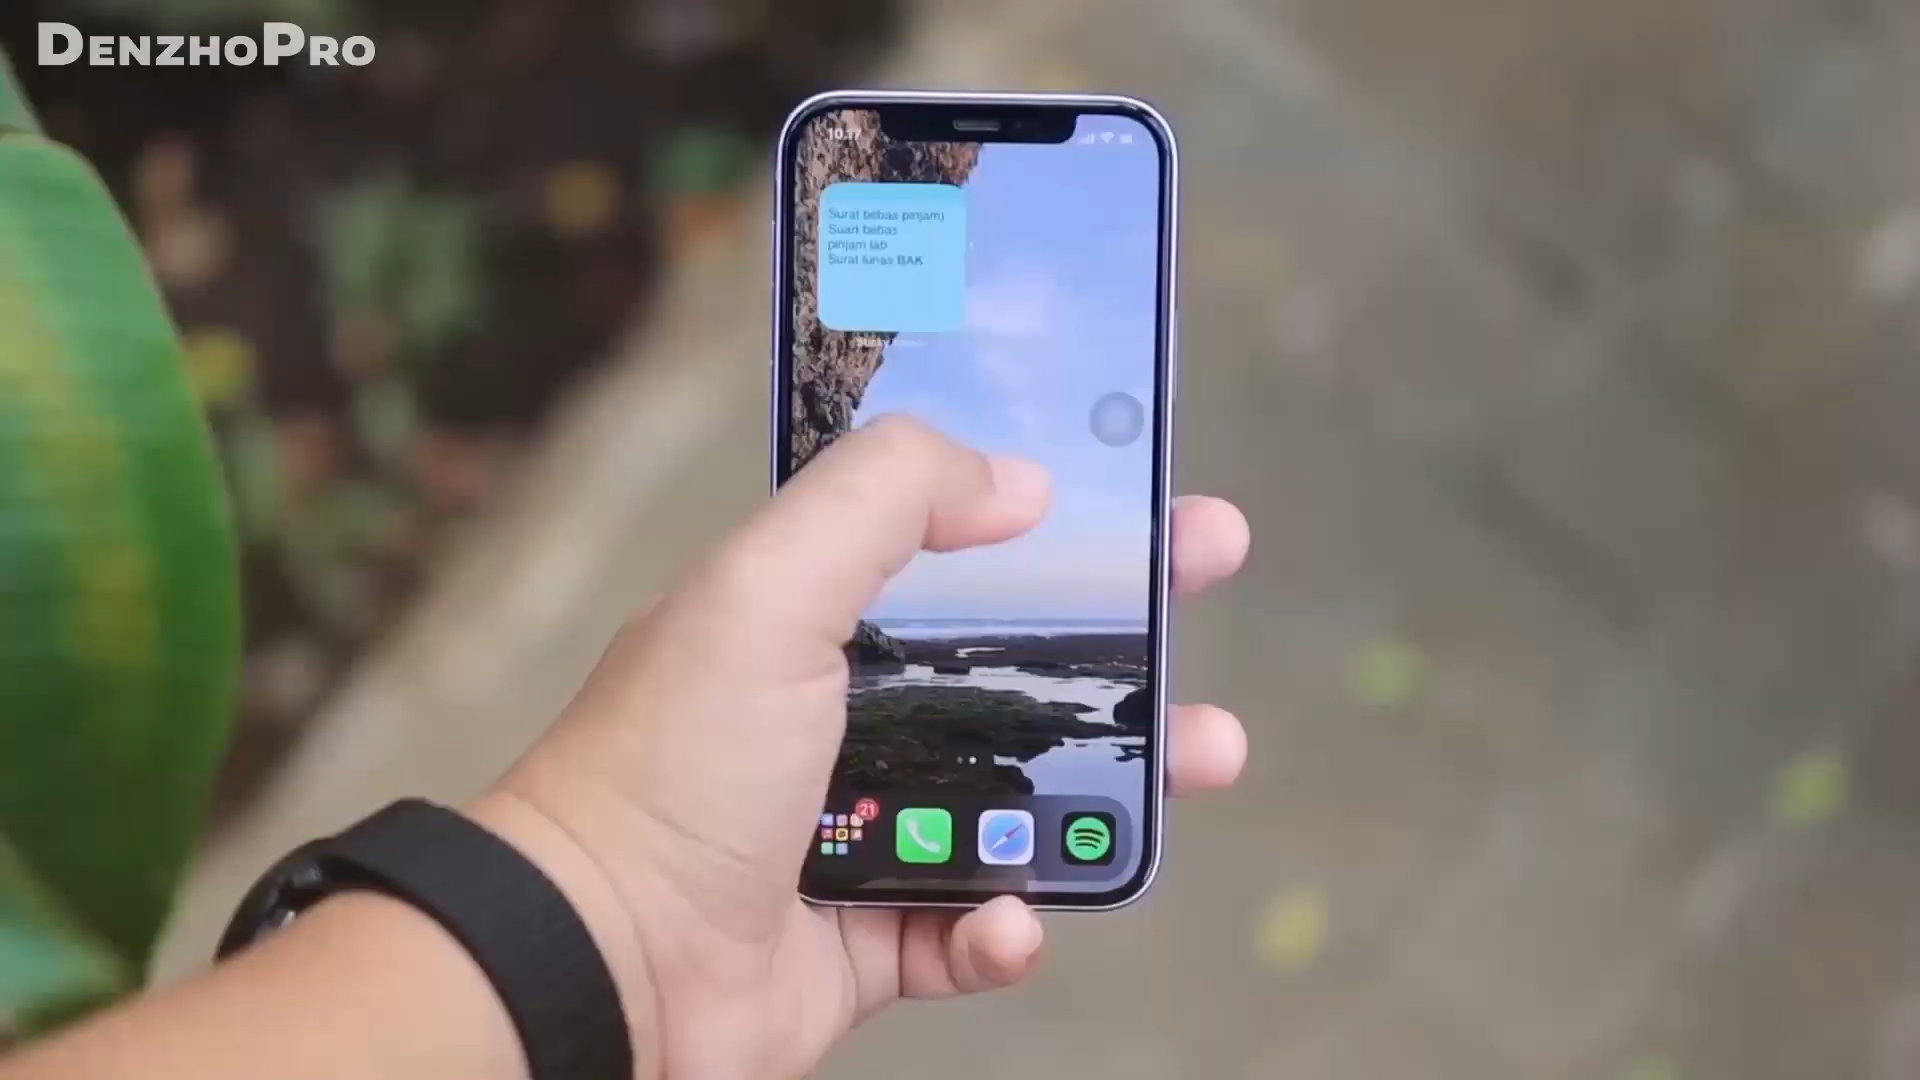 DENZHOPRO
10.17
Surat bebas pinjam)
Suart bebas
pinjam lab
Surat lunas BAK
21